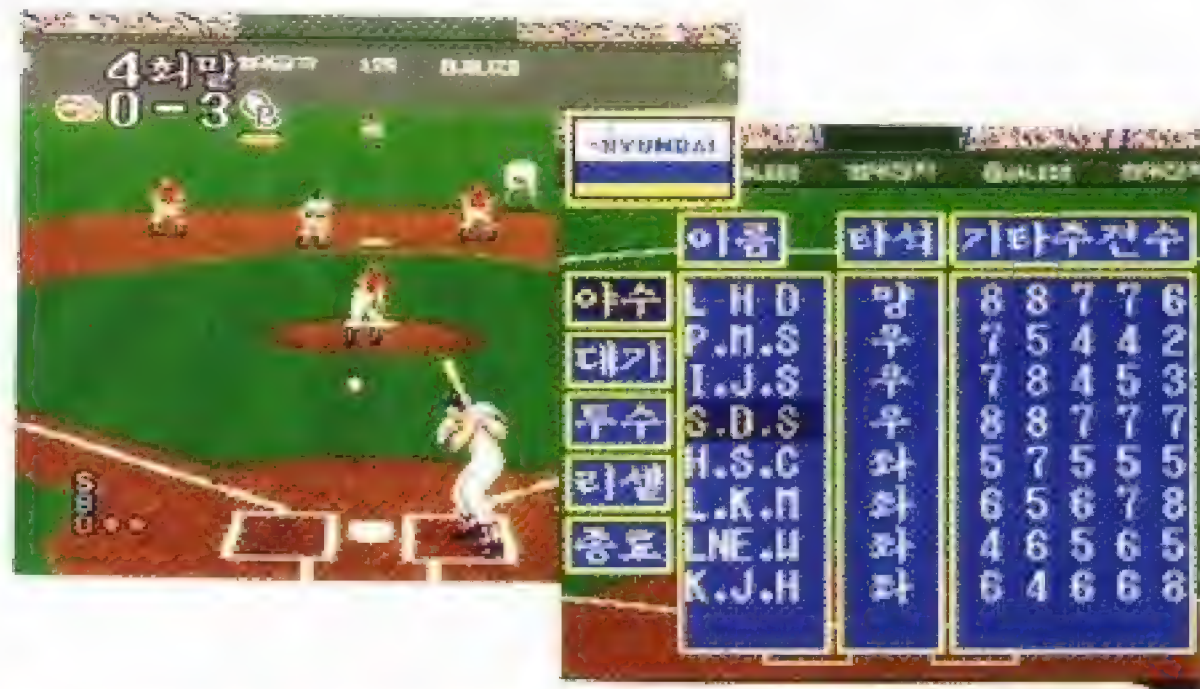 4회말
0-3
HYUNDAI
이름 타석 기타주전수
야수
대기
투수
리셀
종료
L H D 양 8 8 7 7 6
P.M.S 우 7 5 4 4 2
I.J.S 우 7 8 4 5 3
S.D.S 우 8 8 7 7 7
H.S.C 좌 5 7 5 5 5
L.K.M 좌 6 5 6 7 8
LNE.W 좌 4 6 5 6 5
K.J.H 좌 6 4 6 6 8
S
B
O